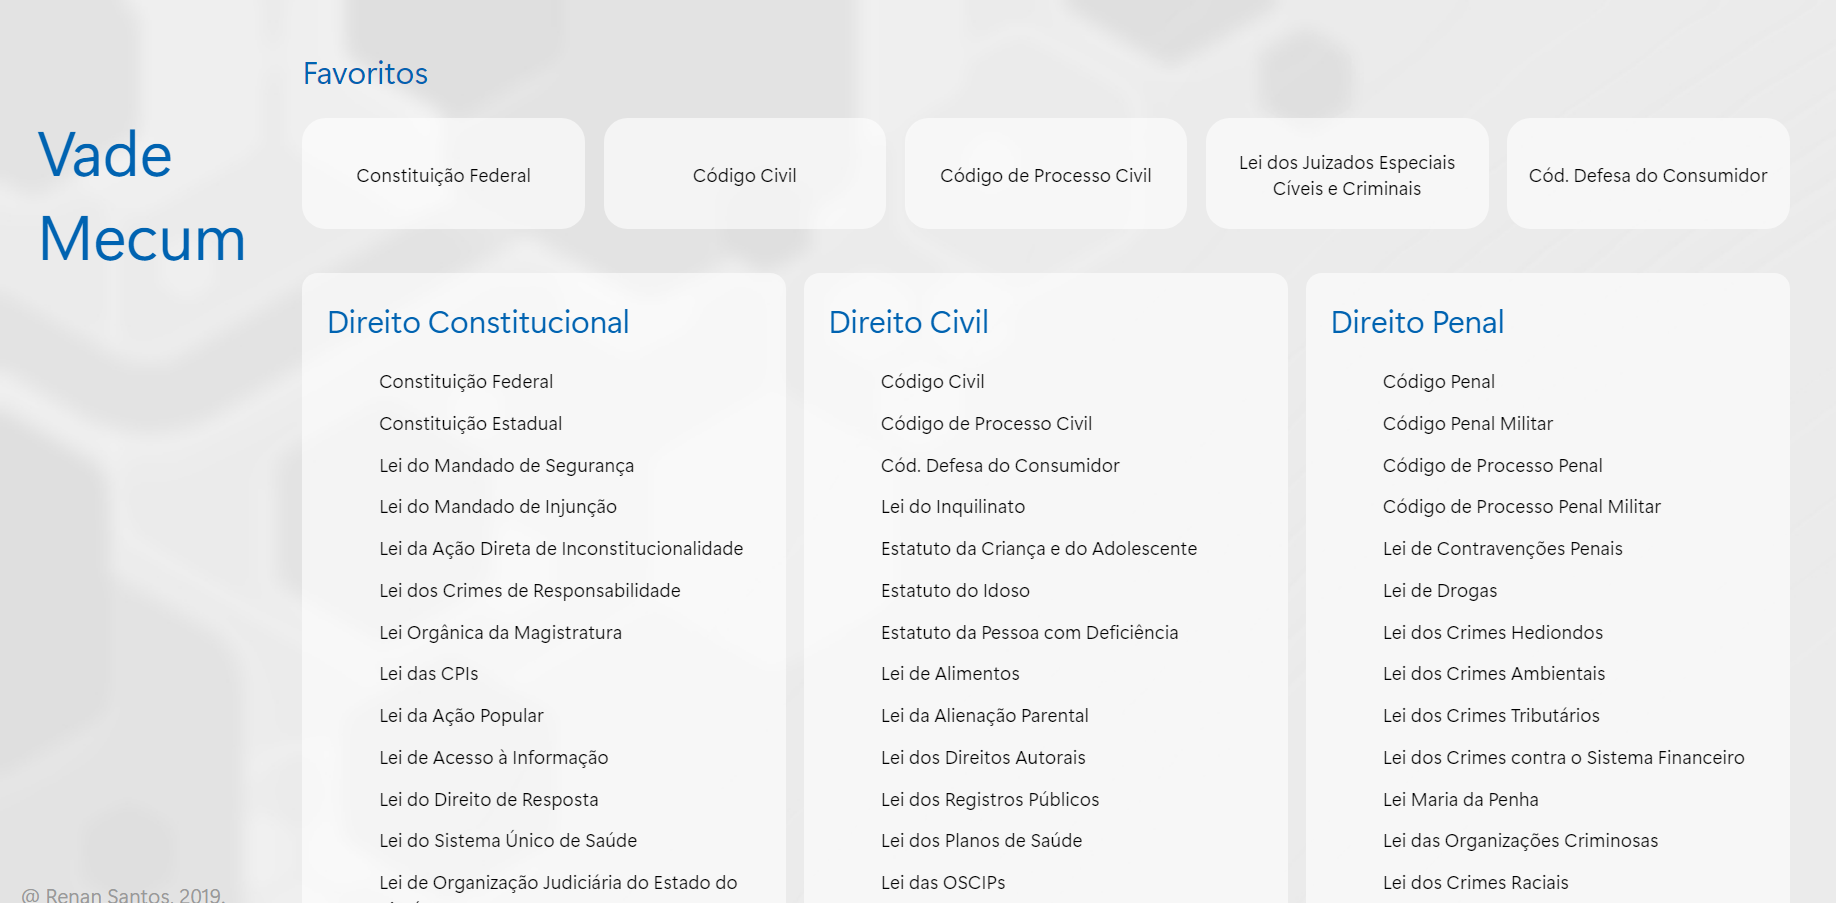 Vade
Mecum
Favoritos
Constituição Federal
Código Civil
Código de Processo Civil
Lei dos Juizados Especiais
Cíveis e Criminais
Cód. Defesa do Consumidor
Direito Constitucional
Constituição Federal
Constituição Estadual
Lei do Mandado de Segurança
Lei do Mandado de Injunção
Lei da Ação Direta de Inconstitucionalidade
Lei dos Crimes de Responsabilidade
Lei Orgânica da Magistratura
Lei das CPIs
Lei da Ação Popular
Lei de Acesso à Informação
Lei do Direito de Resposta
Lei do Sistema Único de Saúde
Lei de Organização Judiciária do Estado do
Direito Civil
Código Civil
Código de Processo Civil
Cód. Defesa do Consumidor
Lei do Inquilinato
Estatuto da Criança e do Adolescente
Estatuto do Idoso
Estatuto da Pessoa com Deficiência
Lei de Alimentos
Lei da Alienação Parental
Lei dos Direitos Autorais
Lei dos Registros Públicos
Lei dos Planos de Saúde
Lei das OSCIPs
Direito Penal
Código Penal
Código Penal Militar
Código de Processo Penal
Código de Processo Penal Militar
Lei de Contravenções Penais
Lei de Drogas
Lei dos Crimes Hediondos
Lei dos Crimes Ambientais
Lei dos Crimes Tributários
Lei dos Crimes contra o Sistema Financeiro
Lei Maria da Penha
Lei das Organizações Criminosas
Lei dos Crimes Raciais
@ Renan Santos, 2019.